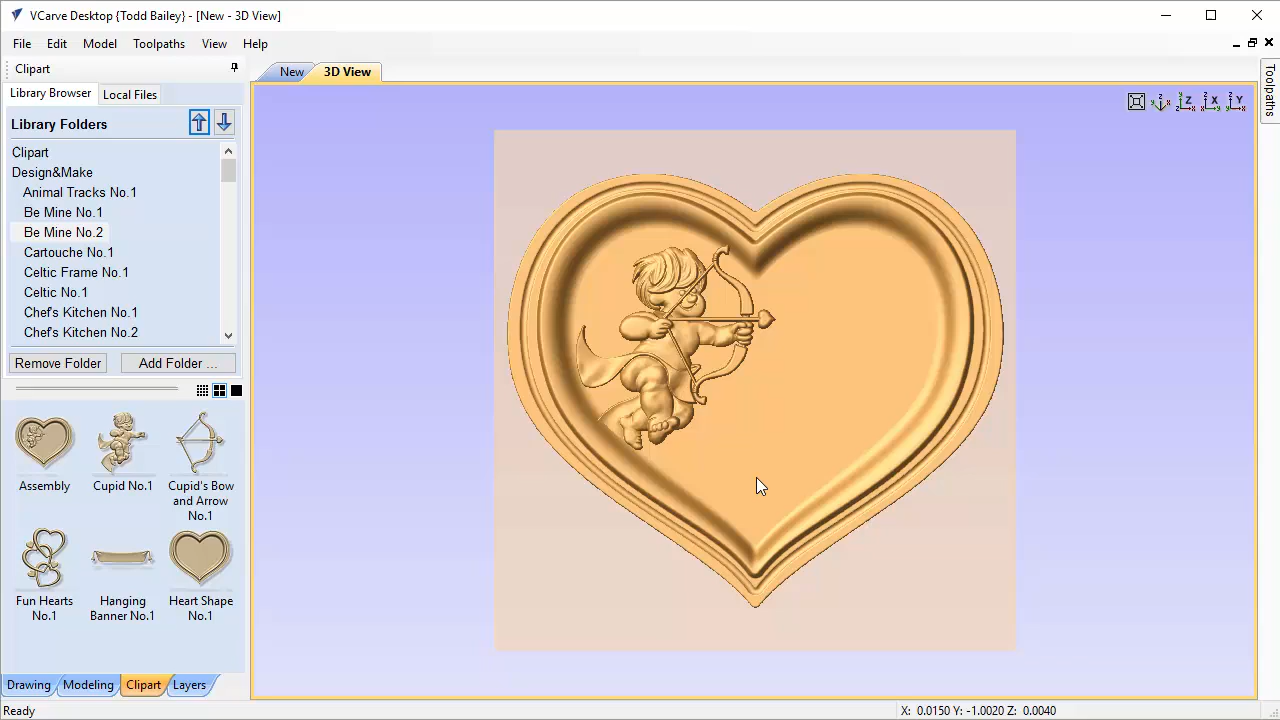 VCarve Desktop {Todd Bailey} - [New - 3D View]
File Edit Model Toolpaths View Help
Clipart
Library Browser Local Files
Library Folders
Clipart
Design&Make
Animal Tracks No.1
Be Mine No.1
Be Mine No.2
Cartouche No.1
Celtic Frame No.1
Celtic No.1
Chef's Kitchen No.1
Chef's Kitchen No.2
Remove Folder Add Folder ...
Assembly
Cupid No.1
Cupid's Bow
and Arrow
No.1
Fun Hearts
No.1
Hanging
Banner No.1
Heart Shape
No.1
Drawing Modeling Clipart Layers
New 3D View
Z X Y
Toolpaths
Ready
X: 0.0150 Y: -1.0020 Z: 0.0040